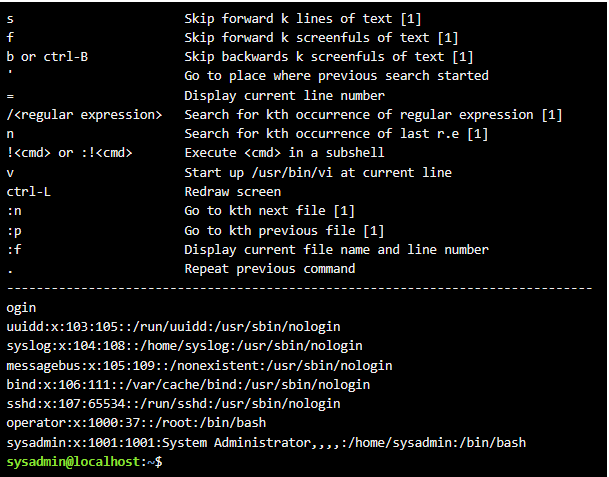 s                       Skip forward k lines of text [1]
f                       Skip forward k screenfuls of text [1]
b or ctrl-B             Skip backwards k screenfuls of text [1]
'                       Go to place where previous search started
=                       Display current line number
/<regular expression>   Search for kth occurrence of regular expression [1]
n                       Search for kth occurrence of last r.e [1]
!<cmd> or :!<cmd>       Execute <cmd> in a subshell
v                       Start up /usr/bin/vi at current line
ctrl-L                  Redraw screen
:n                      Go to kth next file [1]
:p                      Go to kth previous file [1]
:f                      Display current file name and line number
.                       Repeat previous command
-------------------------------------------------------------------------------
ogin
uuidd:x:103:105::/run/uuidd:/usr/sbin/nologin
syslog:x:104:108::/home/syslog:/usr/sbin/nologin
messagebus:x:105:109::/nonexistent:/usr/sbin/nologin
bind:x:106:111::/var/cache/bind:/usr/sbin/nologin
sshd:x:107:65534::/run/sshd:/usr/sbin/nologin
operator:x:1000:37::/root:/bin/bash
sysadmin:x:1001:1001:System Administrator,,,,:/home/sysadmin:/bin/bash
sysadmin@localhost:~$